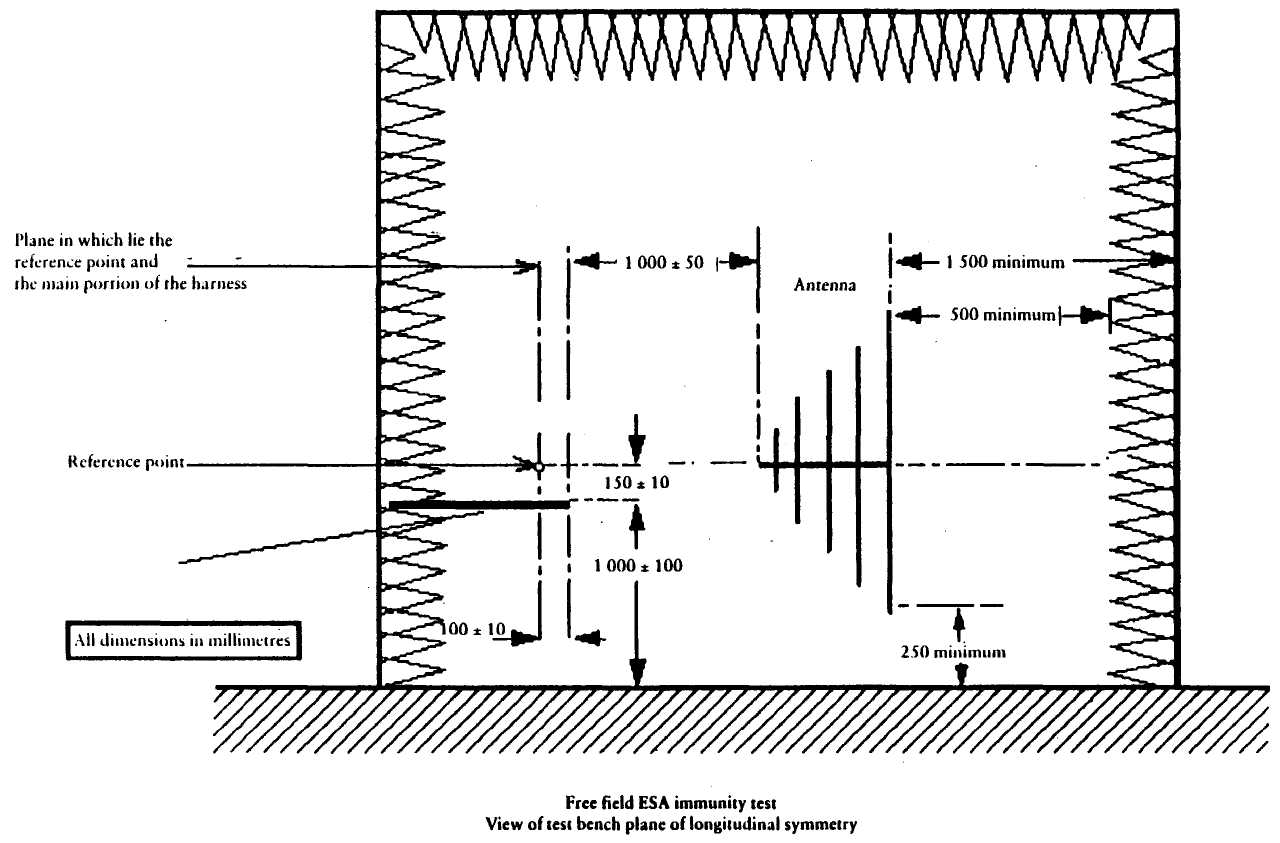 Plane in which lie the
reference point and
the main portion of the harness
1 000 ± 50
1 500 minimum
Antenna
500 minimum
Reference point
150 ± 10
1 000 ± 100
100 ± 10
All dimensions in millimetres
250 minimum
Free field ESA immunity test
View of test bench plane of longitudinal symmetry